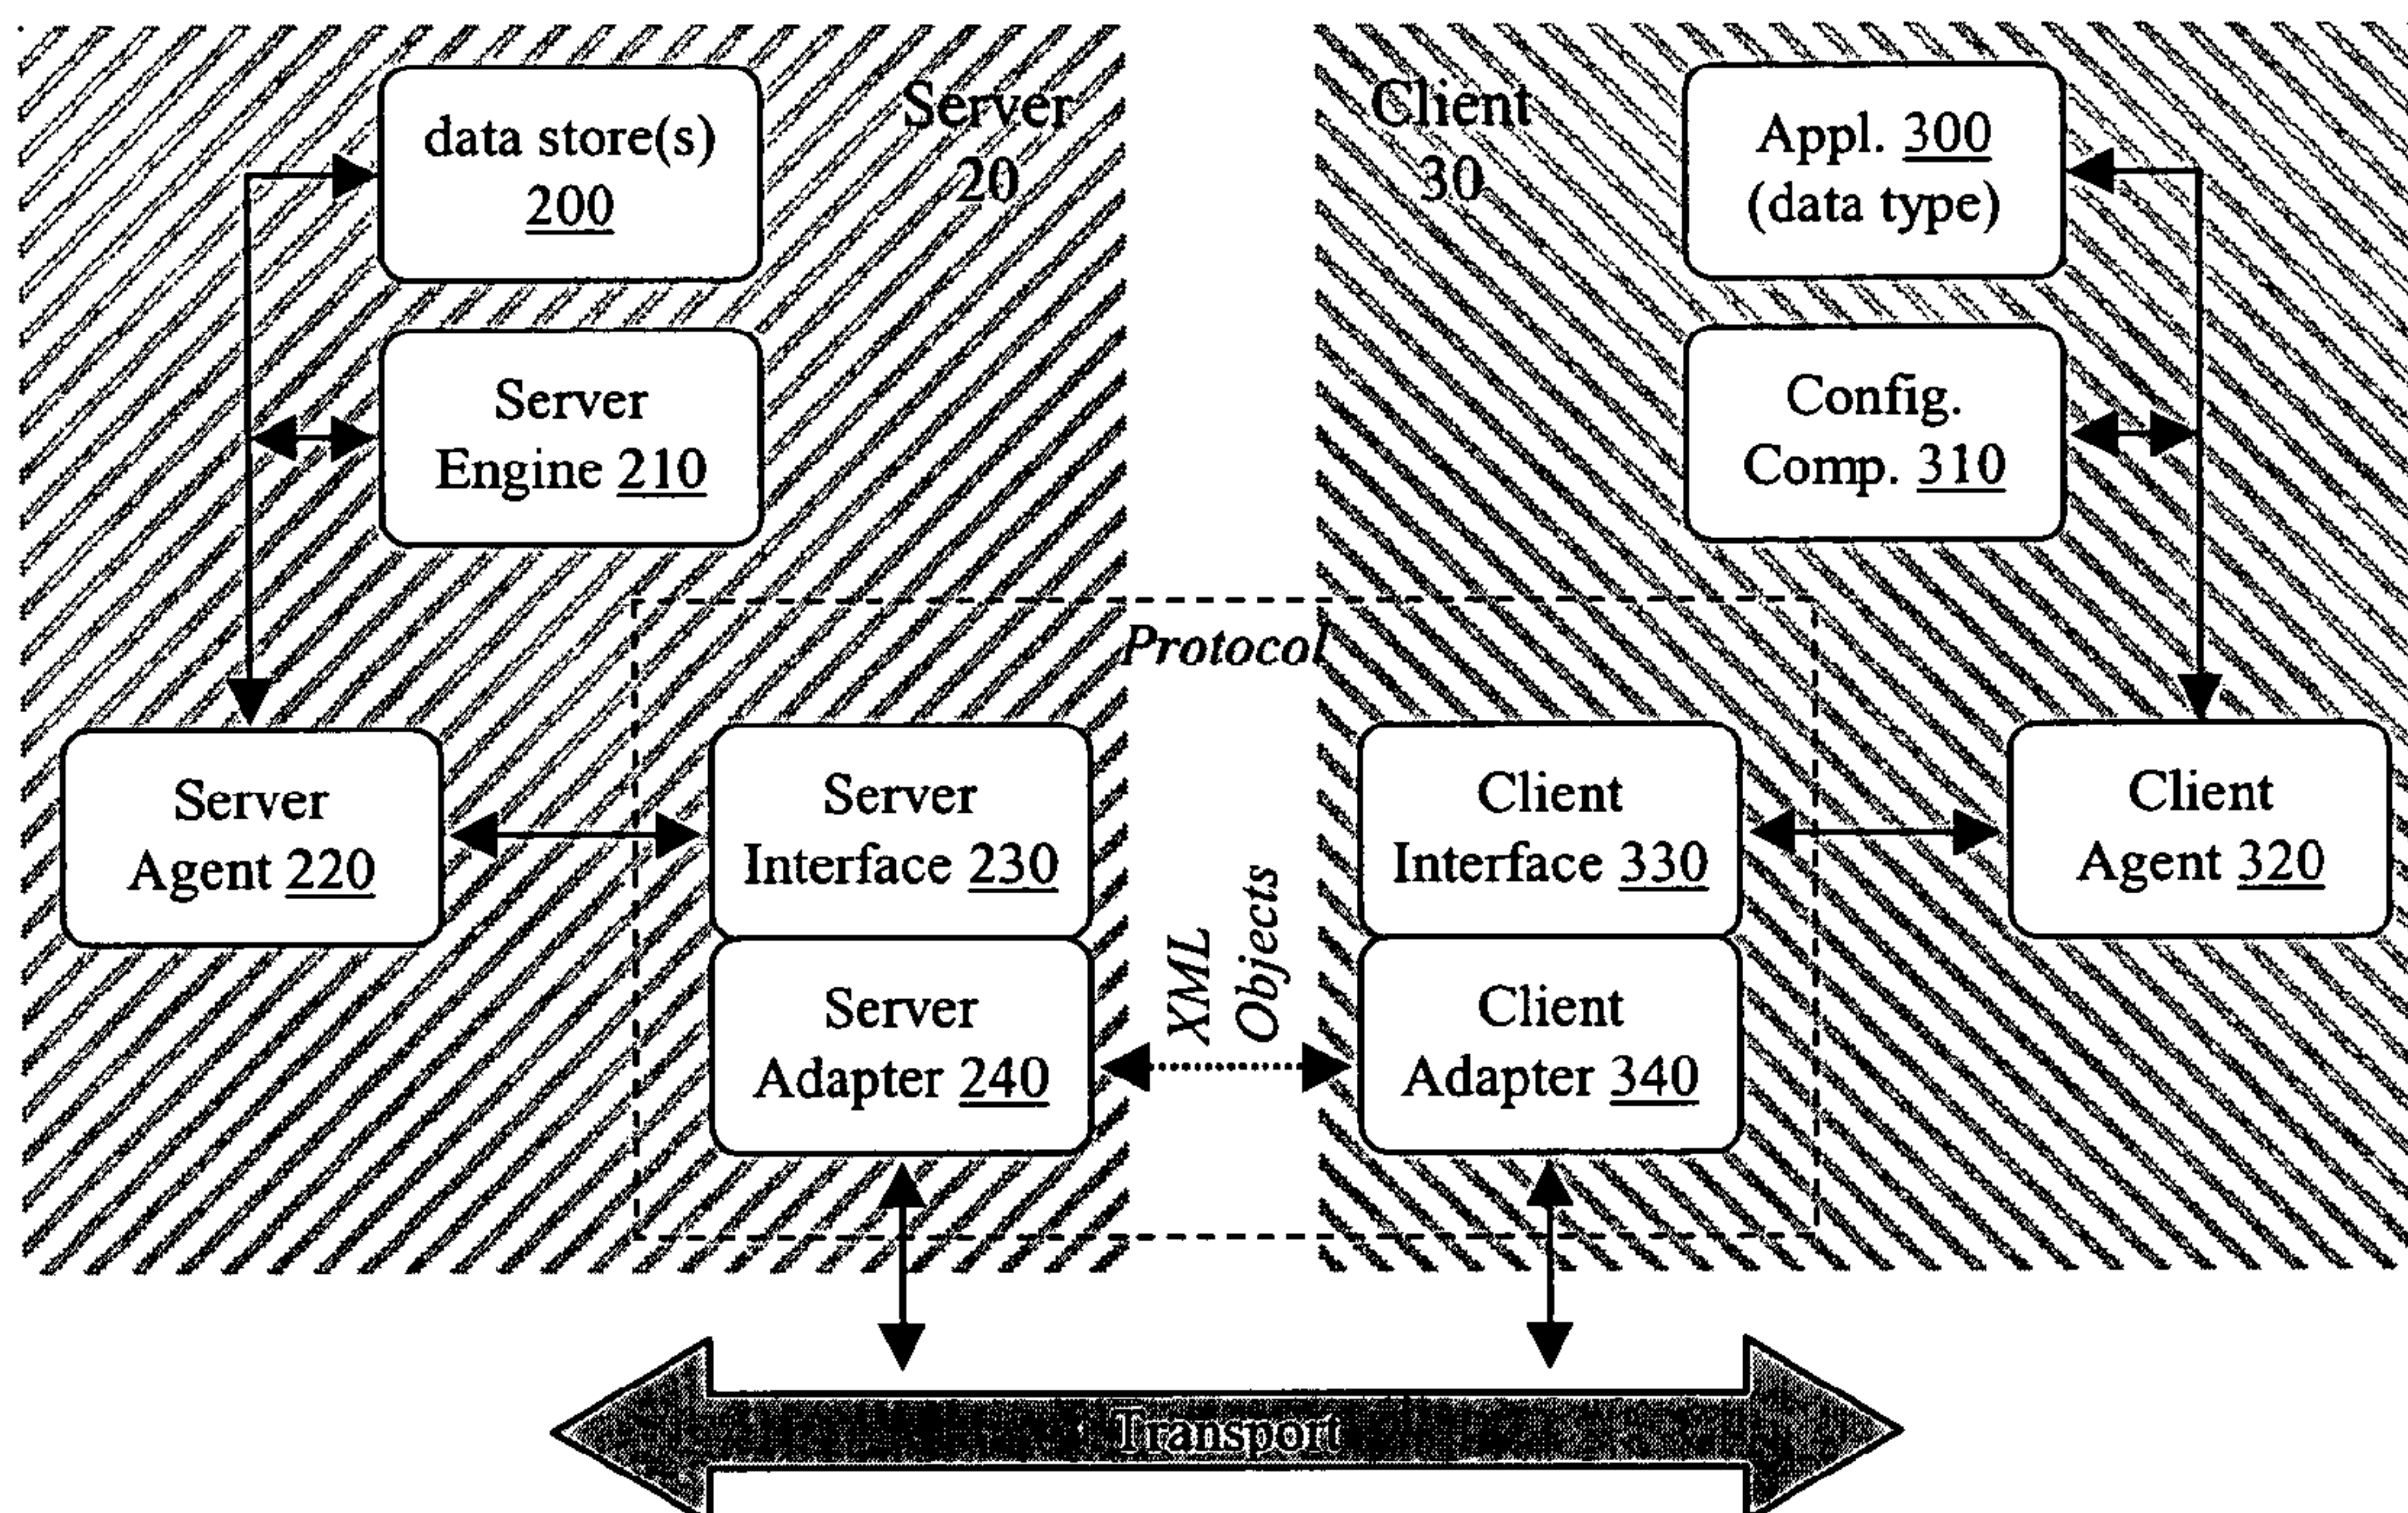 Server
20
data store(s)
200
Server
Engine 210
Server
Agent 220
Server
Interface 230
Server
Adapter 240
Client
30
Appl. 300
(data type)
Config.
Comp. 310
Protocol
XML
Objects
Client
Interface 330
Client
Adapter 340
Client
Agent 320
Transport